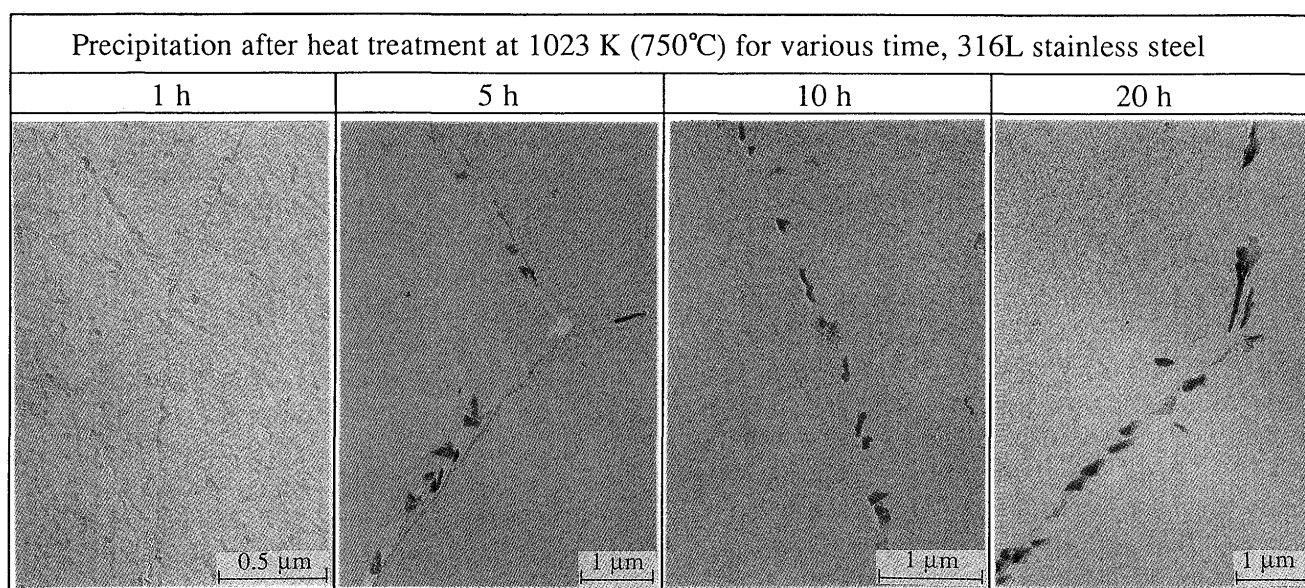 Precipitation after heat treatment at 1023 K (750°C) for various time, 316L stainless steel
1 h 5 h 10 h 20 h
0.5 µm 1 µm 1 µm 1 µm